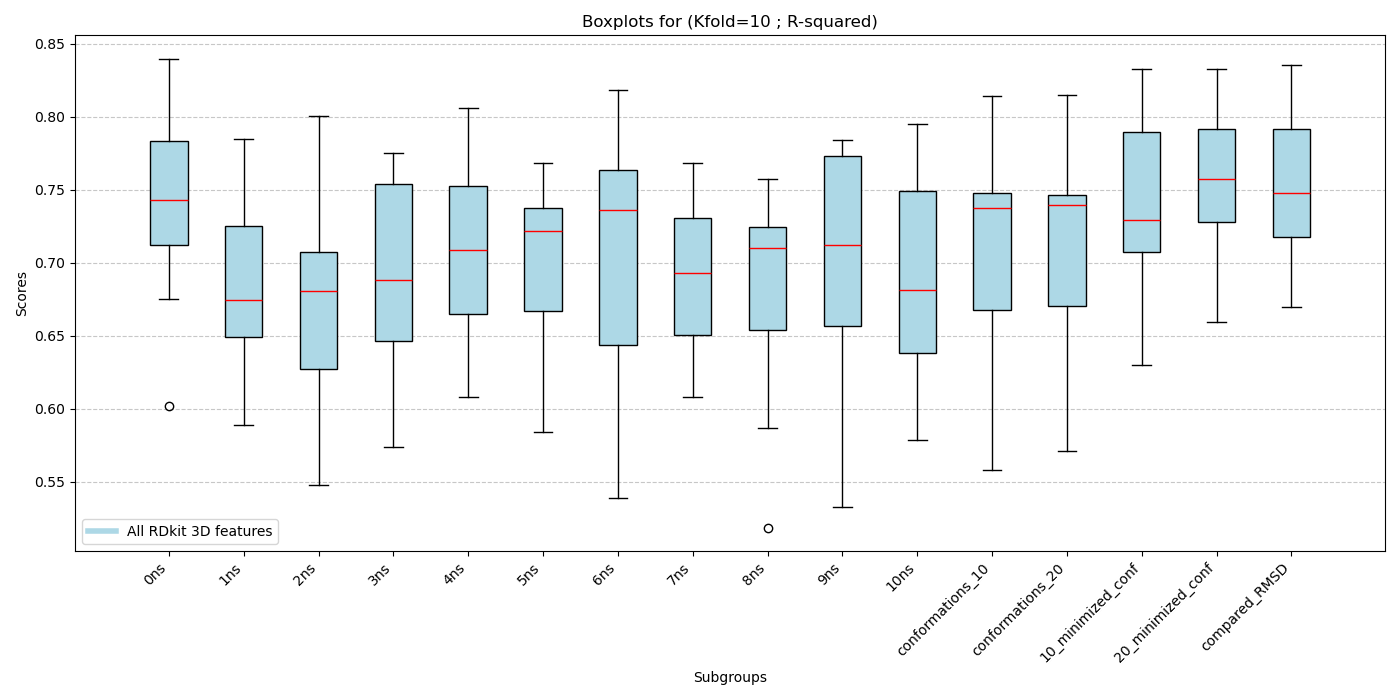 Boxplots for (Kfold=10 ; R-squared)
Scores
0.85
0.80
0.75
0.70
0.65
0.60
0.55
All RDkit 3D features
0ns
1ns
2ns
3ns
4ns
5ns
6ns
7ns
8ns
9ns
10ns
conformations_10
conformations_20
10_minimized_conf
20_minimized_conf
compared_RMSD
Subgroups